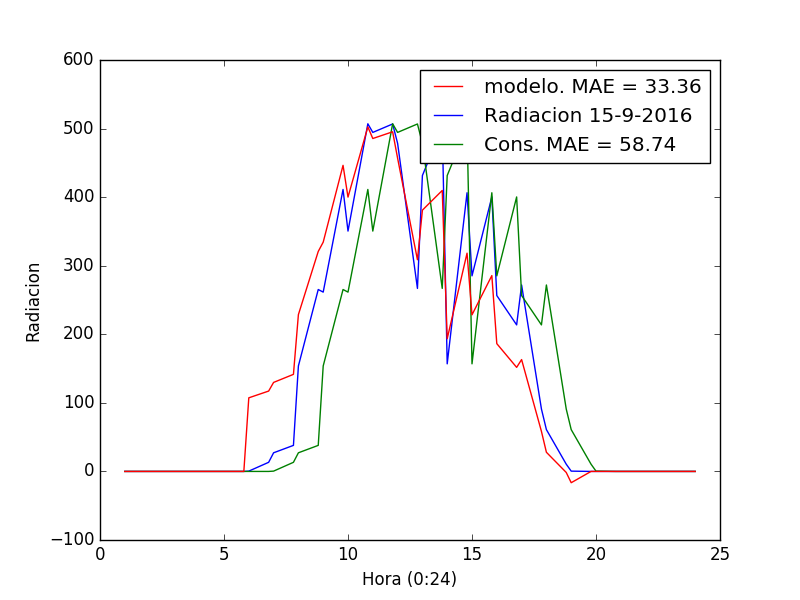 600
500
400
300
200
100
0
−100
0 5 10 15 20 25
Radiacion
Hora (0:24)
modelo. MAE = 33.36
Radiacion 15-9-2016
Cons. MAE = 58.74